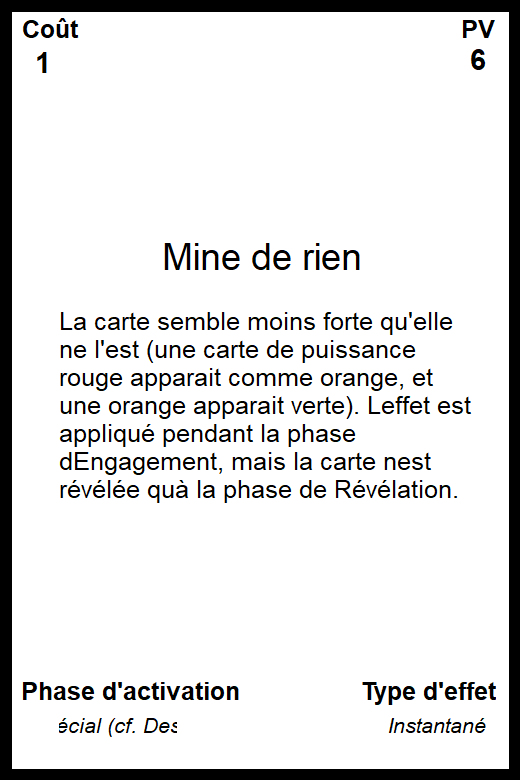 Coût PV
1 6
Mine de rien
La carte semble moins forte qu'elle
ne l'est (une carte de puissance
rouge apparait comme orange, et
une orange apparait verte). Leffet est
appliqué pendant la phase
dEngagement, mais la carte nest
révélée quà la phase de Révélation.
Phase d'activation Type d'effet
écial (cf. Des Instantané